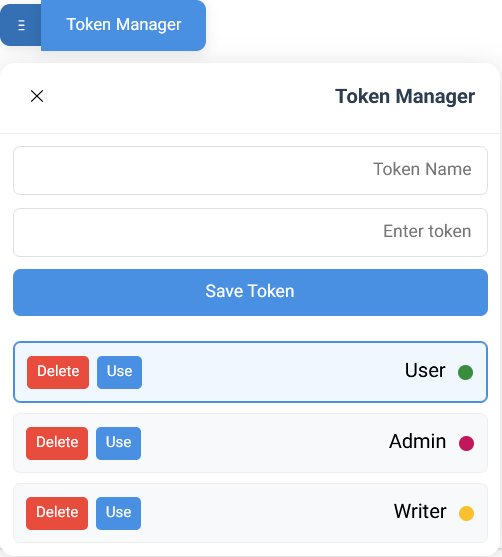 Token Manager
Token Manager
Token Name
Enter token
Save Token
User Use Delete
Admin Use Delete
Writer Use Delete